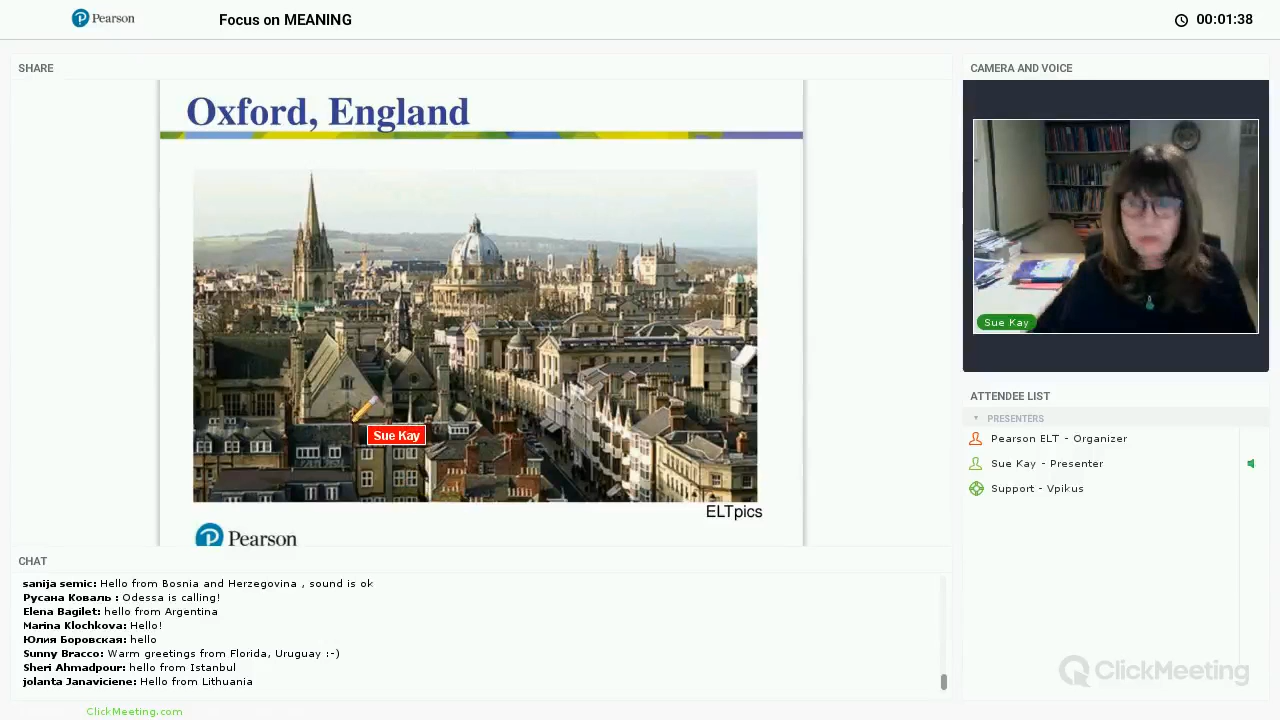 Pearson
Focus on MEANING
00:01:38
SHARE
Oxford, England
Sue Kay
ELTpics
Pearson
CAMERA AND VOICE
Sue Kay
ATTENDEE LIST
PRESENTERS
Pearson ELT - Organizer
Sue Kay - Presenter
Support - Vpikus
CHAT
sanija semic: Hello from Bosnia and Herzegovina , sound is ok
Русана Коваль : Odessa is calling!
Elena Bagilet: hello from Argentina
Marina Klochkova: Hello!
Юлия Боровская: hello
Sunny Bracco: Warm greetings from Florida, Uruguay :-)
Sheri Ahmadpour: hello from Istanbul
jolanta Janaviciene: Hello from Lithuania
ClickMeeting
ClickMeeting.com